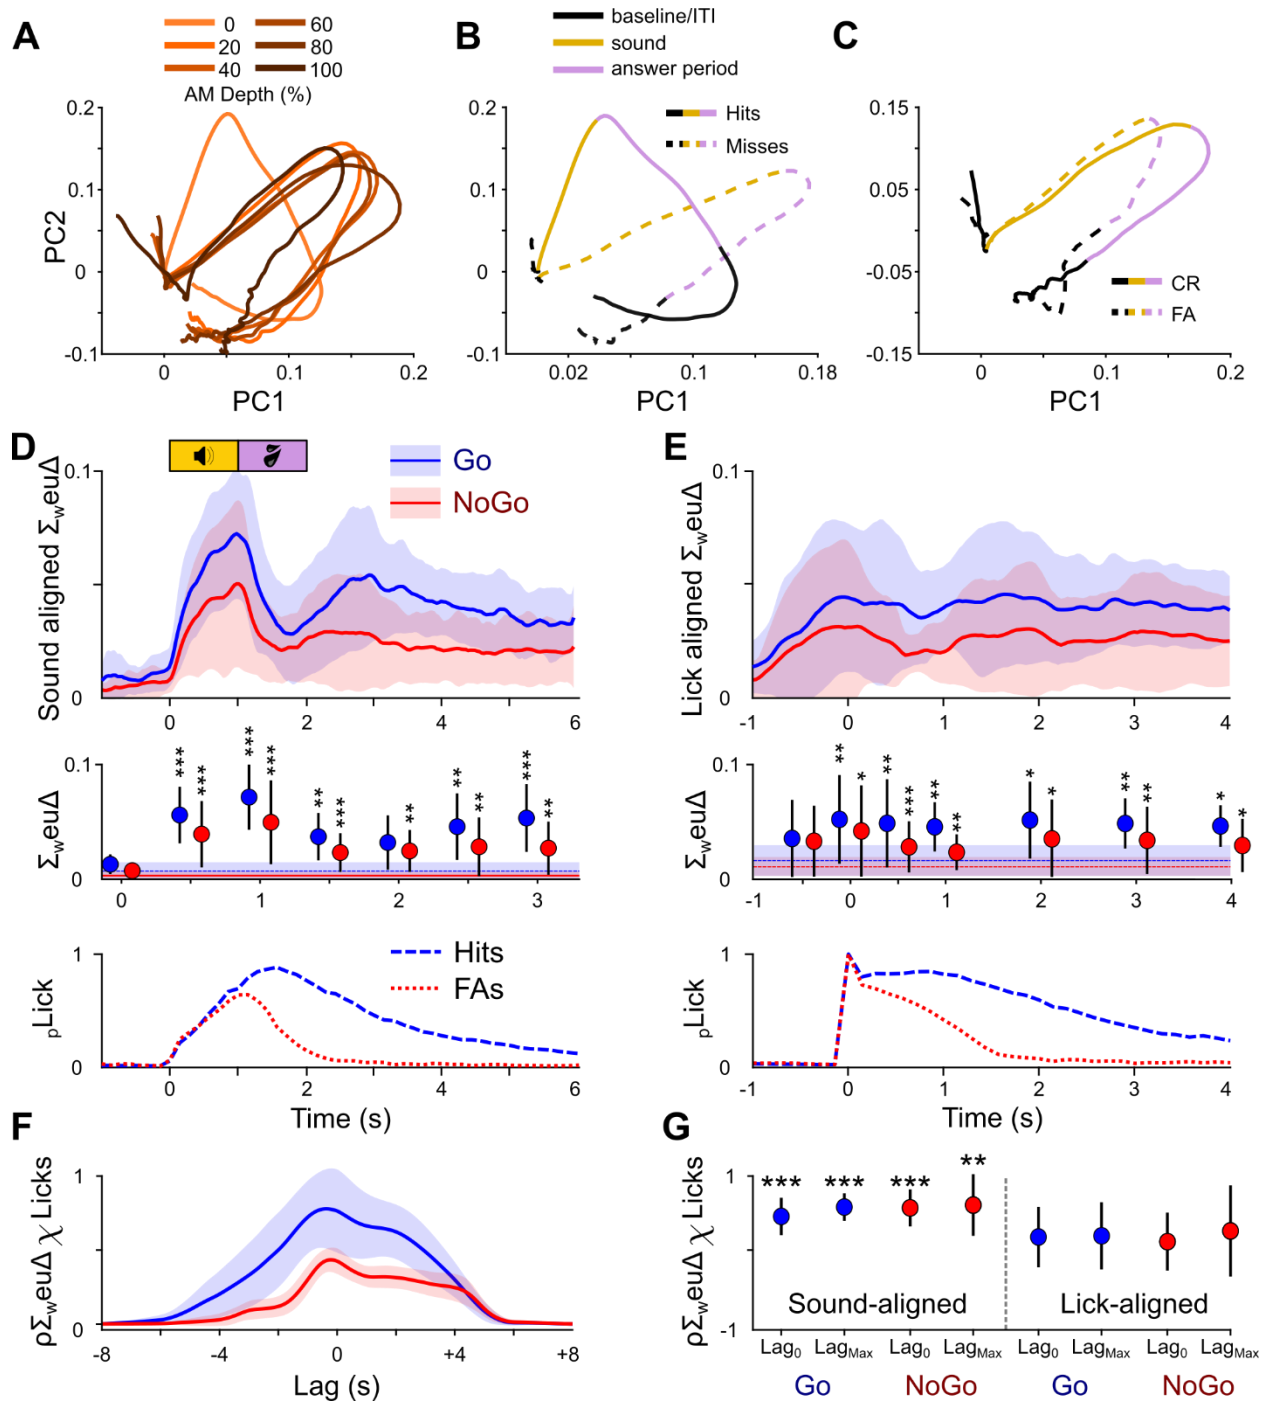 A
0 60
20 80
40 100
AM Depth (%)
0.2
0.1
0
-0.1
PC2
0 0.1 0.2
PC1
B
baseline/ITI
sound
answer period
Hits
Misses
0.2
0.1
0
-0.1
0.02 0.1 0.18
PC1
C
0.15
0.05
-0.05
-0.15
CR
FA
0 0.1 0.2
PC1
D
Go
NoGo
Sound aligned ΣweuΔ
0.1
0
0 2 4 6
ΣweuΔ
0.1
0
*** *** *** *** ** *** ** ** ** *** **
0 1 2 3
pLick
1
0
Hits
FAs
0 2 4 6
Time (s)
E
Lick aligned ΣweuΔ
0.1
0
-1 0 1 2 3 4
ΣweuΔ
0.1
0
** * ** *** ** ** * * ** ** * *
-1 0 1 2 3 4
pLick
1
0
-1 0 1 2 3 4
Time (s)
F
ρΣweuΔ χ Licks
1
0
-8 -4 0 +4 +8
Lag (s)
G
ρΣweuΔ χ Licks
1
-1
*** *** *** **
Sound-aligned Lick-aligned
Lag0 LagMax Lag0 LagMax Lag0 LagMax Lag0 LagMax
Go NoGo Go NoGo